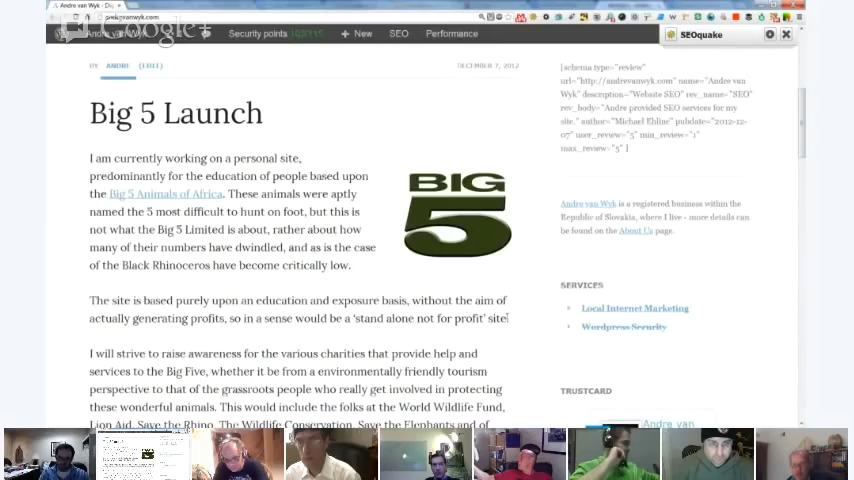 Andre van Wyk - Dig
andrevanwyk.com
Google+
Andre van Wyk
Security points
+ New
SEO
Performance
SEOquake
BY ANDRE (EDIT)
DECEMBER 7, 2012
Big 5 Launch
I am currently working on a personal site,
predominantly for the education of people based upon
the Big 5 Animals of Africa. These animals were aptly
named the 5 most difficult to hunt on foot, but this is
not what the Big 5 Limited is about, rather about how
many of their numbers have dwindled, and as is the case
of the Black Rhinoceros have become critically low.
BIG
5
The site is based purely upon an education and exposure basis, without the aim of
actually generating profits, so in a sense would be a 'stand alone not for profit' site
I will strive to raise awareness for the various charities that provide help and
services to the Big Five, whether it be from a environmentally friendly tourism
perspective to that of the grassroots people who really get involved in protecting
these wonderful animals. This would include the folks at the World Wildlife Fund,
Lion Aid, Save the Rhino, The Wildlife Conservation, Save the Elephants and of
[schema type="review"
url="http://andrevanwyk.com" name="Andre van
Wyk" description="Website SEO" rev_name="SEO"
rev_body="Andre provided SEO services for my
site." author="Michael Ehline" pubdate="2012-12-
07" user_review="5" min_review="1"
max_review="5" ]
Andre van Wyk is a registered business within the
Republic of Slovakia, where I live - more details
can be found on the About Us page.
SERVICES
Local Internet Marketing
Wordpress Security
TRUSTCARD
Andre van